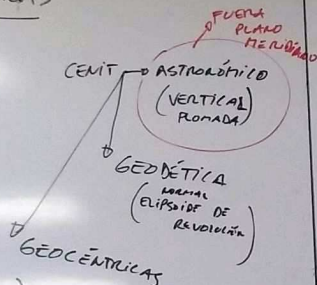 FUERA
PLANO
MERIDIANO
CENIT
ASTRONÓMICO
(VERTICAL)
PLOMADA
GEODÉTICA
(NORMAL
ELIPSOIDE DE
REVOLUCIÓN)
GEOCÉNTRICAS